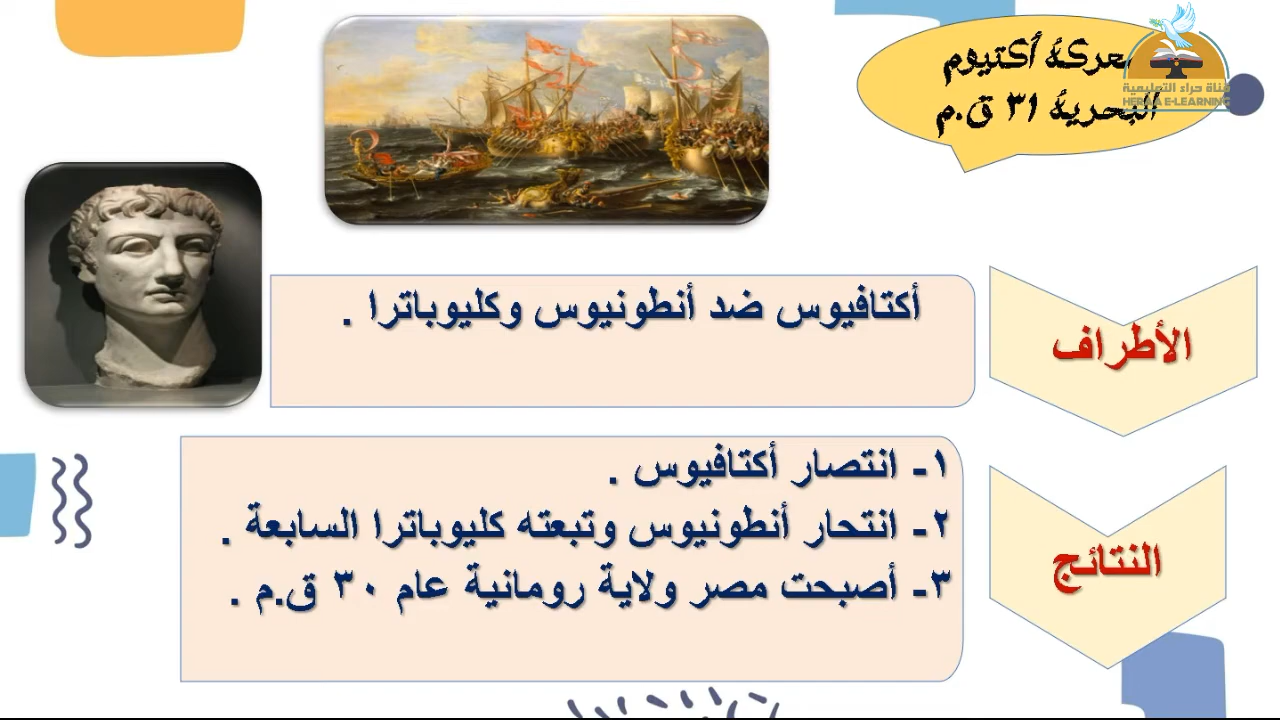 معركة أكتيوم
البحرية ٣١ ق.م
قناة حراء التعليمية
HERAA E-LEARNING
الأطراف
أكتافيوس ضد أنطونيوس وكليوباترا .
النتائج
١- انتصار أكتافيوس .
٢- انتحار أنطونيوس وتبعته كليوباترا السابعة .
٣- أصبحت مصر ولاية رومانية عام ٣٠ ق.م .